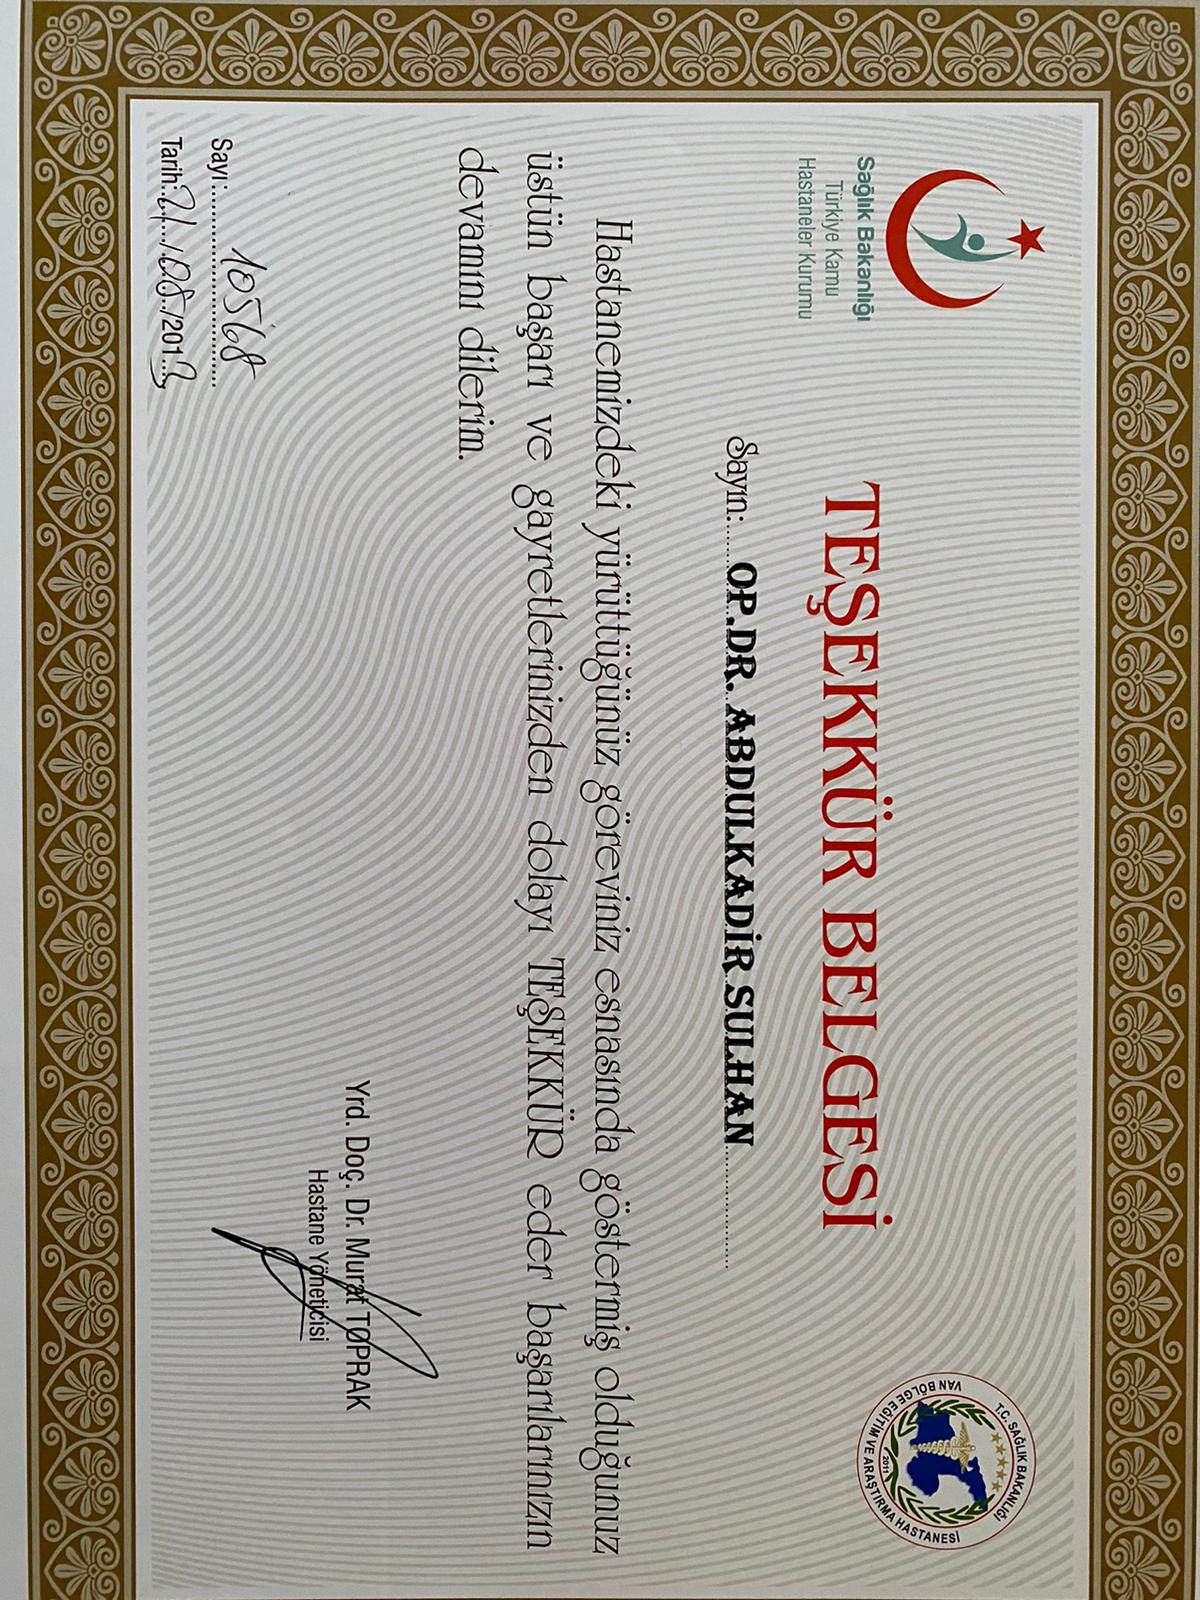 Sağlık Bakanlığı
Türkiye Kamu
Hastaneler Kurumu
T.C. SAĞLIK BAKANLIĞI
VAN BÖLGE EĞİTİM VE ARAŞTIRMA HASTANESİ
2011
TEŞEKKÜR BELGESİ
Sayın:.....OP.DR. ABDULKADİR SULHAN...............
Hastanemizdeki yürüttüğünüz göreviniz esnasında göstermiş olduğunuz
üstün başarı ve gayretlerinizden dolayı TEŞEKKÜR eder başarılarınızın
devamını dilerim.
Yrd. Doç. Dr. Murat TOPRAK
Hastane Yöneticisi
Sayı: 10568
Tarih: 21/08/2013